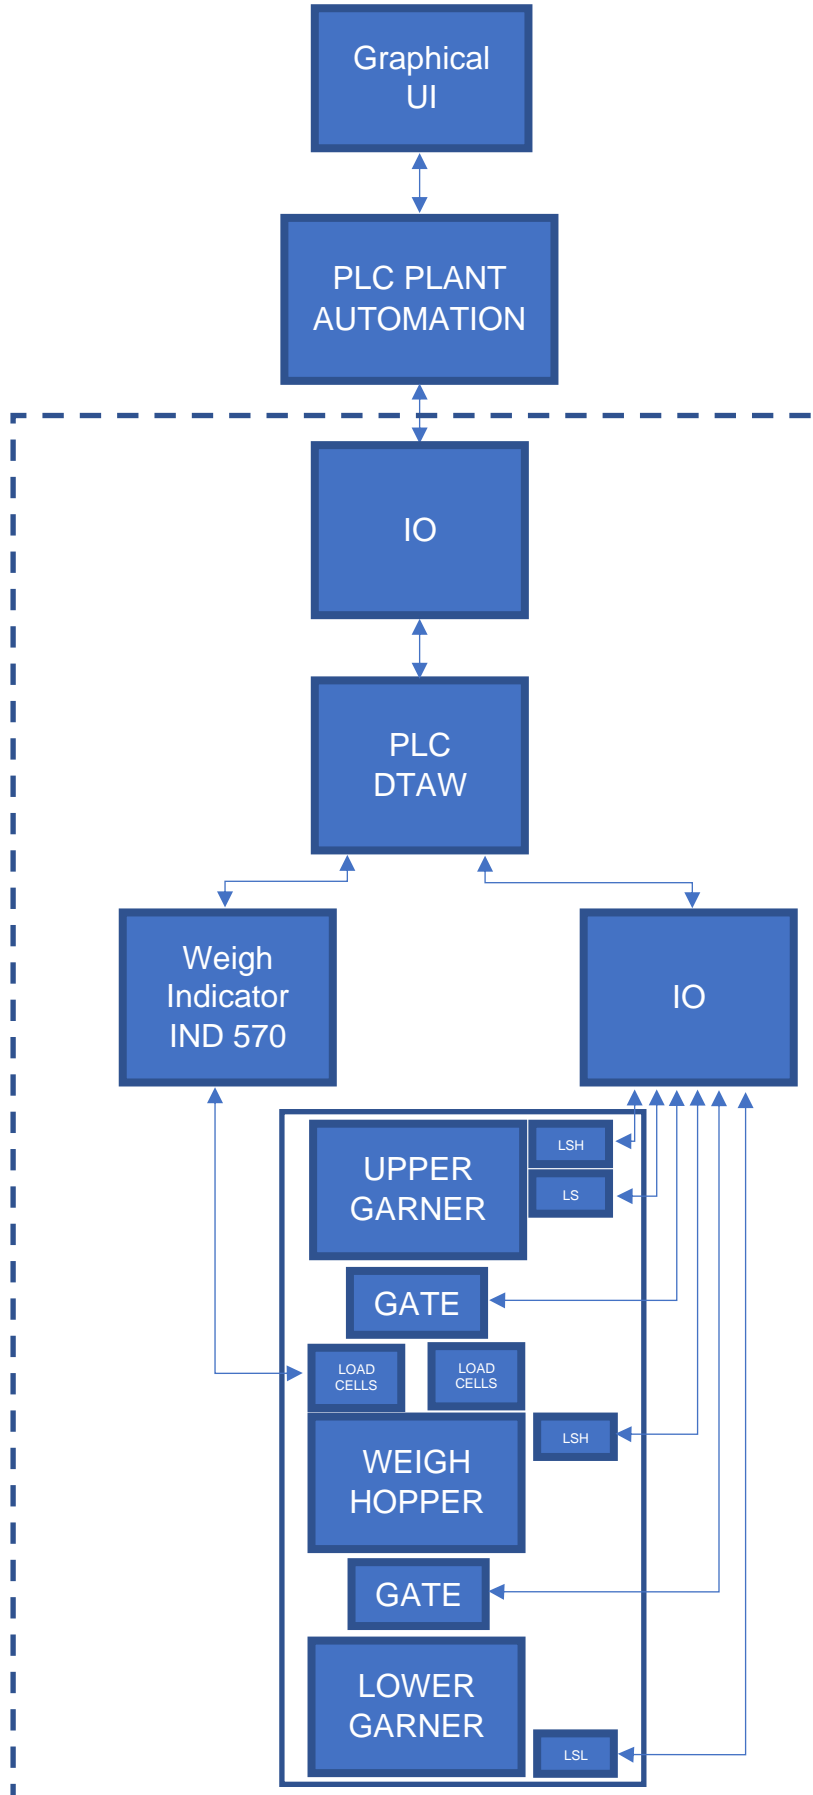 Graphical
UI
PLC PLANT
AUTOMATION
IO
PLC
DTAW
Weigh
Indicator
IND 570
IO
UPPER
GARNER
LSH
LS
GATE
LOAD
CELLS
LOAD
CELLS
WEIGH
HOPPER
LSH
GATE
LOWER
GARNER
LSL